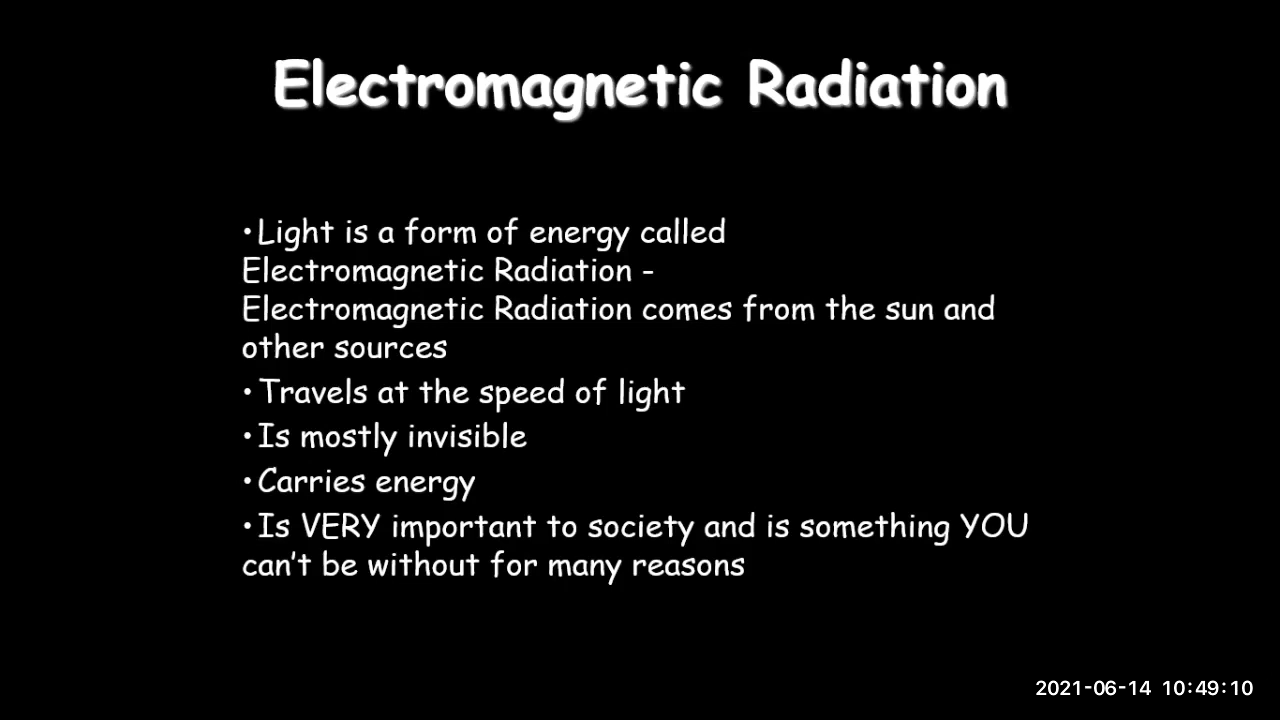 Electromagnetic Radiation
•Light is a form of energy called
Electromagnetic Radiation -
Electromagnetic Radiation comes from the sun and
other sources
•Travels at the speed of light
•Is mostly invisible
•Carries energy
•Is VERY important to society and is something YOU
can't be without for many reasons
2021-06-14 10:49:10